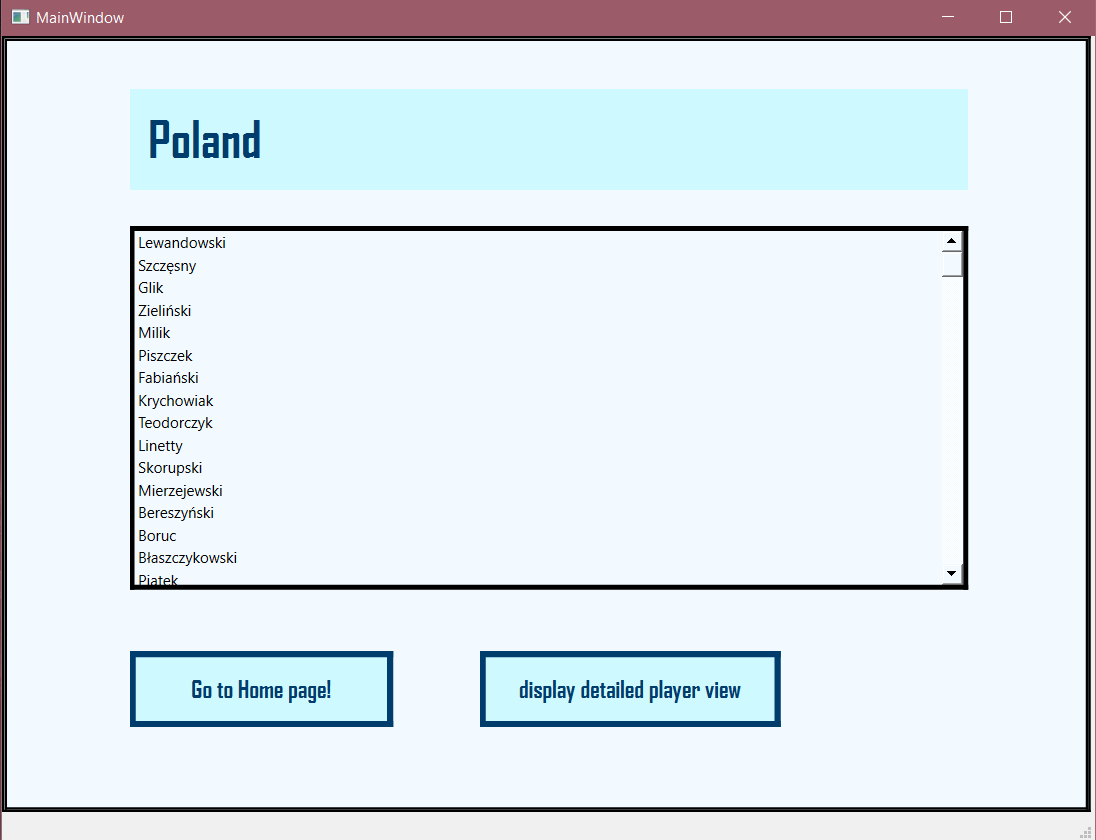 MainWindow
Poland
Lewandowski
Szczęsny
Glik
Zieliński
Milik
Piszczek
Fabiański
Krychowiak
Teodorczyk
Linetty
Skorupski
Mierzejewski
Bereszyński
Boruc
Błaszczykowski
Piątek
Go to Home page!
display detailed player view